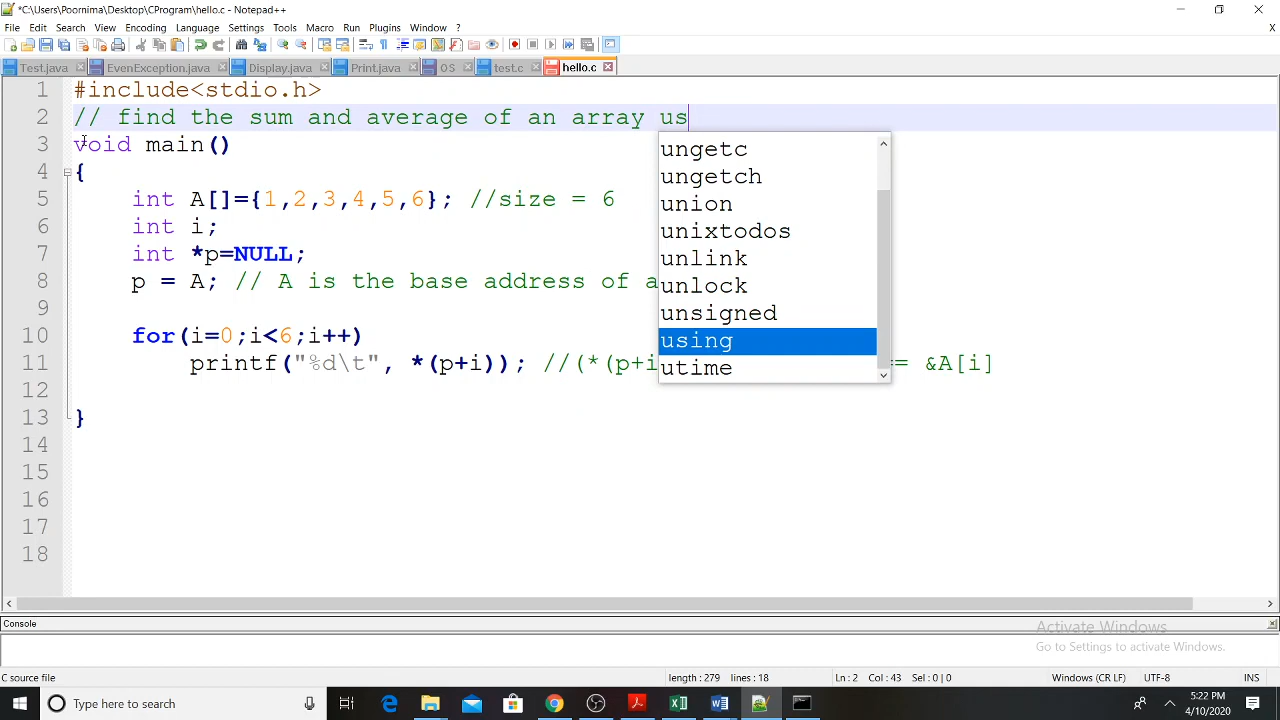 *C:\Users\Poornima\Desktop\CProgram\hello.c - Notepad++
File Edit Search View Encoding Language Settings Tools Macro Run Plugins Window ?
X
Test.java EvenException.java Display.java Print.java OS test.c hello.c
1 #include<stdio.h>
2 // find the sum and average of an array us
3 void main()
4 {
5 int A[]={1,2,3,4,5,6}; //size = 6
6 int i;
7 int *p=NULL;
8 p = A; // A is the base address of a
9
10 for(i=0;i<6;i++)
11 printf("%d\t", *(p+i)); //(*(p+i == &A[i]
12
13 }
14
15
16
17
18
ungetc
ungetch
union
unixtodos
unlink
unlock
unsigned
using
utime
Console
Activate Windows
Go to Settings to activate Windows.
C source file length : 279 lines : 18 Ln : 2 Col : 43 Sel : 0 | 0 Windows (CR LF) UTF-8 INS
Type here to search
5:22 PM
4/10/2020